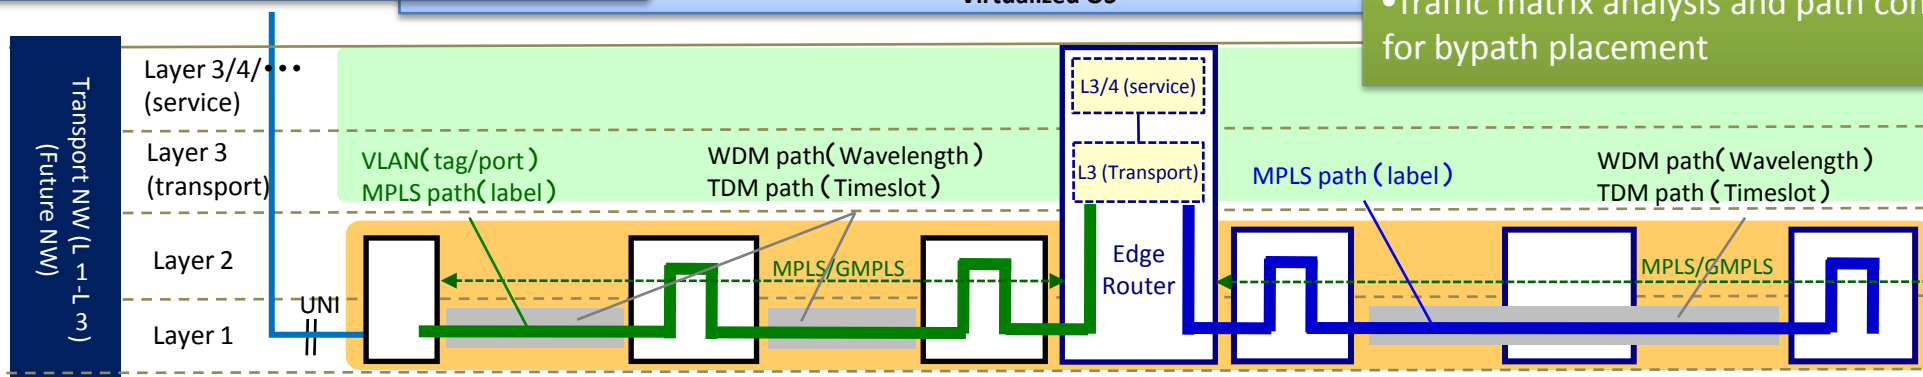 •Traffic matrix analysis and path con
for bypath placement
Transport NW (L 1-L 3)
(Future NW)
Layer 3/4/•••
(service)
L3/4 (service)
Layer 3
(transport)
VLAN(tag/port)
MPLS path(label)
WDM path(Wavelength)
TDM path(Timeslot)
L3 (Transport)
MPLS path(label)
WDM path(Wavelength)
TDM path(Timeslot)
Layer 2
MPLS/GMPLS
Edge
Router
MPLS/GMPLS
UNI
Layer 1